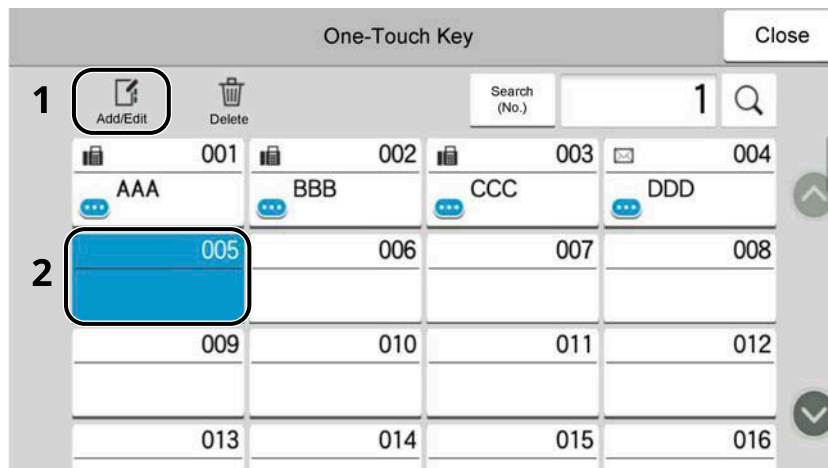 One-Touch Key
Close
1
Add/Edit
Delete
Search
(No.)
1
001
002
003
004
AAA
BBB
CCC
DDD
2
005
006
007
008
009
010
011
012
013
014
015
016